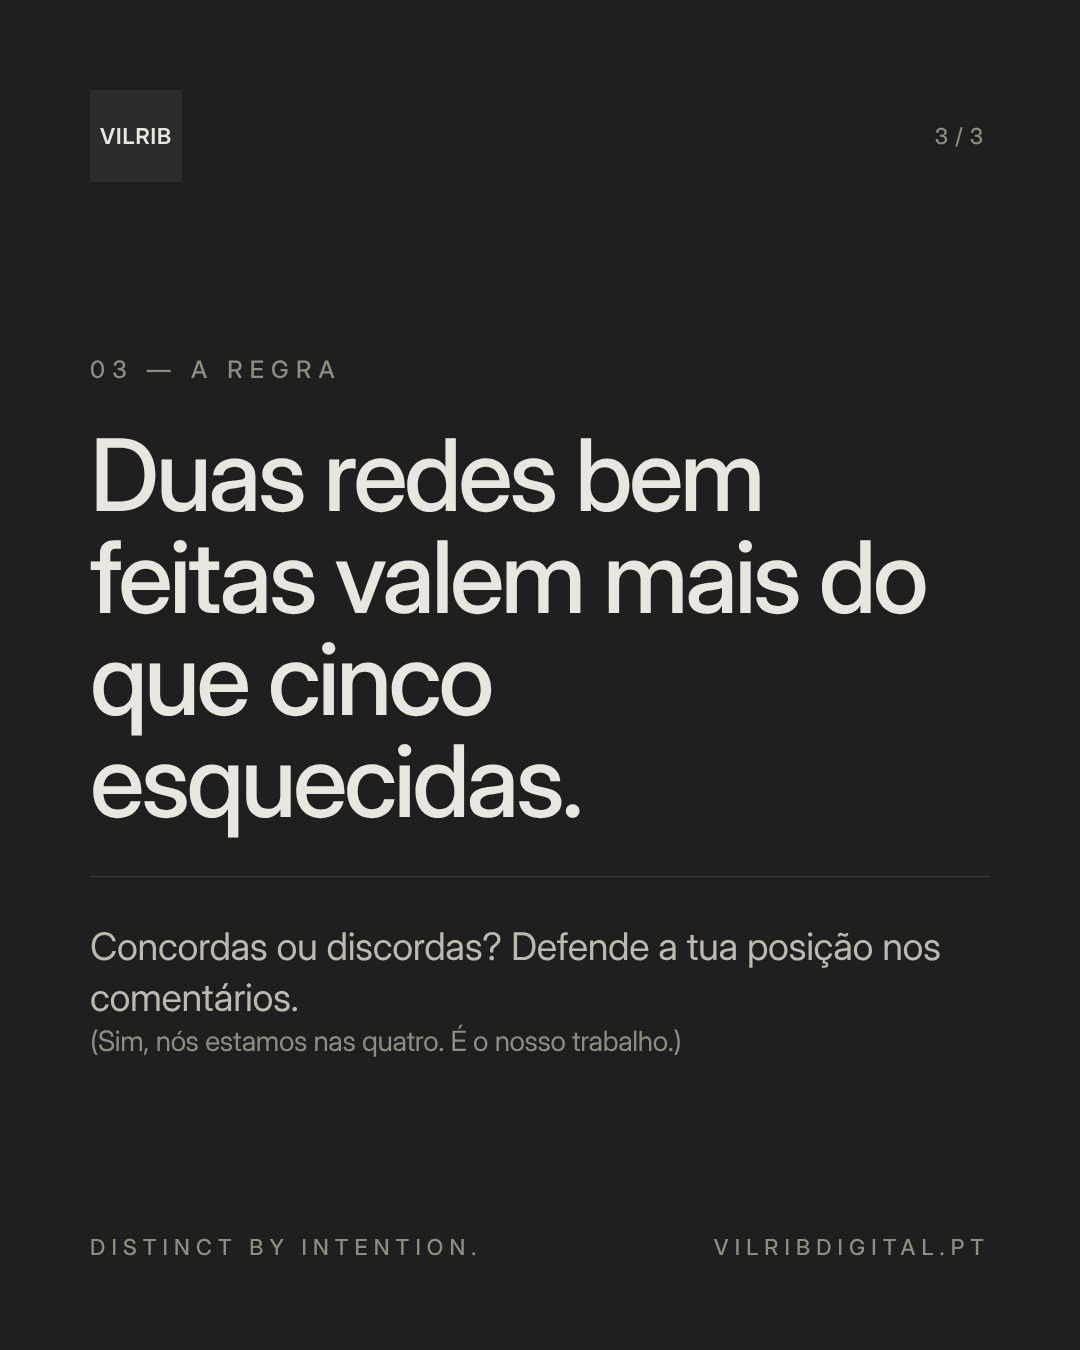 VILRIB
3 / 3
03 — A REGRA
Duas redes bem
feitas valem mais do
que cinco
esquecidas.
Concordas ou discordas? Defende a tua posição nos
comentários.
(Sim, nós estamos nas quatro. É o nosso trabalho.)
DISTINCT BY INTENTION.
VILRIBDIGITAL.PT